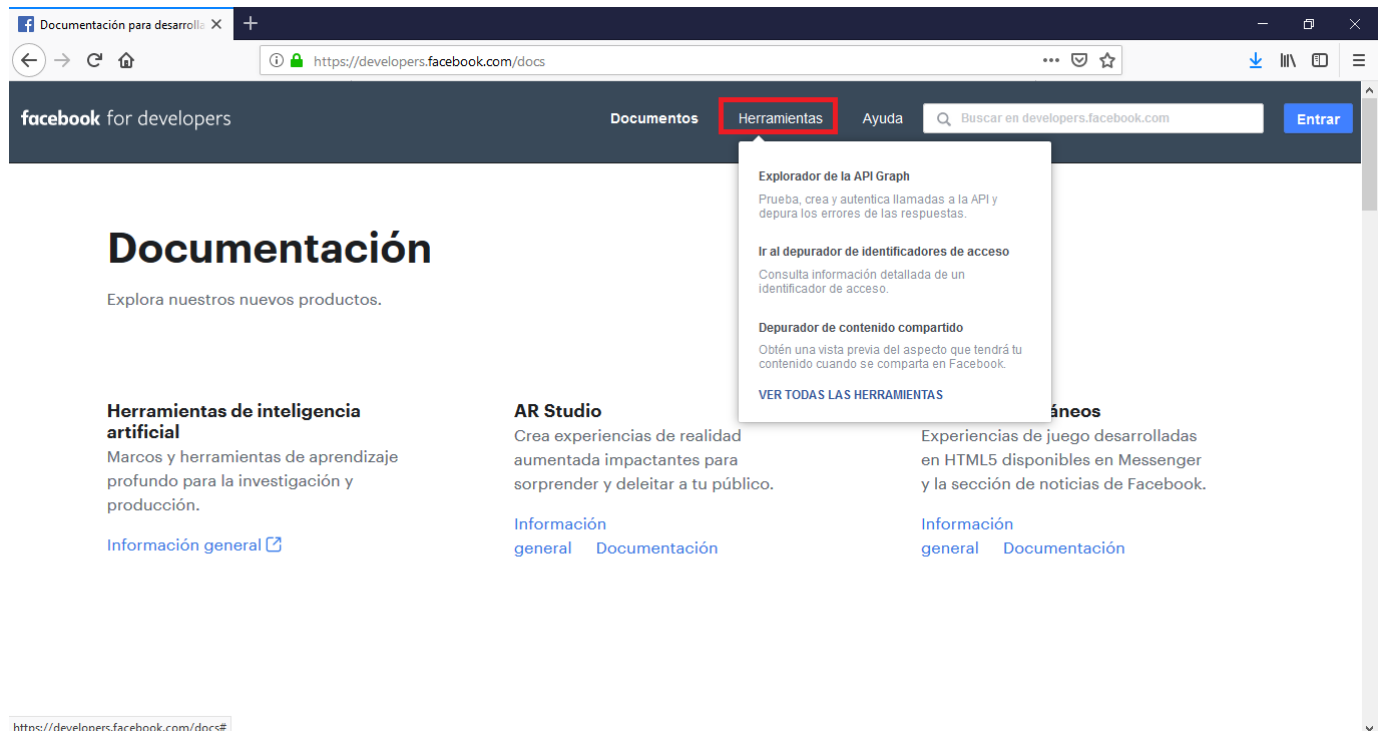 Documentación para desarrolla
https://developers.facebook.com/docs
facebook for developers
Documentos
Herramientas
Ayuda
Buscar en developers.facebook.com
Entrar
Explorador de la API Graph
Prueba, crea y autentica llamadas a la API y
depura los errores de las respuestas.
Ir al depurador de identificadores de acceso
Consulta información detallada de un
identificador de acceso.
Depurador de contenido compartido
Obtén una vista previa del aspecto que tendrá tu
contenido cuando se comparta en Facebook.
VER TODAS LAS HERRAMIENTAS
Documentación
Explora nuestros nuevos productos.
Herramientas de inteligencia
artificial
Marcos y herramientas de aprendizaje
profundo para la investigación y
producción.
Información general
AR Studio
Crea experiencias de realidad
aumentada impactantes para
sorprender y deleitar a tu público.
Información
general Documentación
áneos
Experiencias de juego desarrolladas
en HTML5 disponibles en Messenger
y la sección de noticias de Facebook.
Información
general Documentación
https://developers.facebook.com/docs#